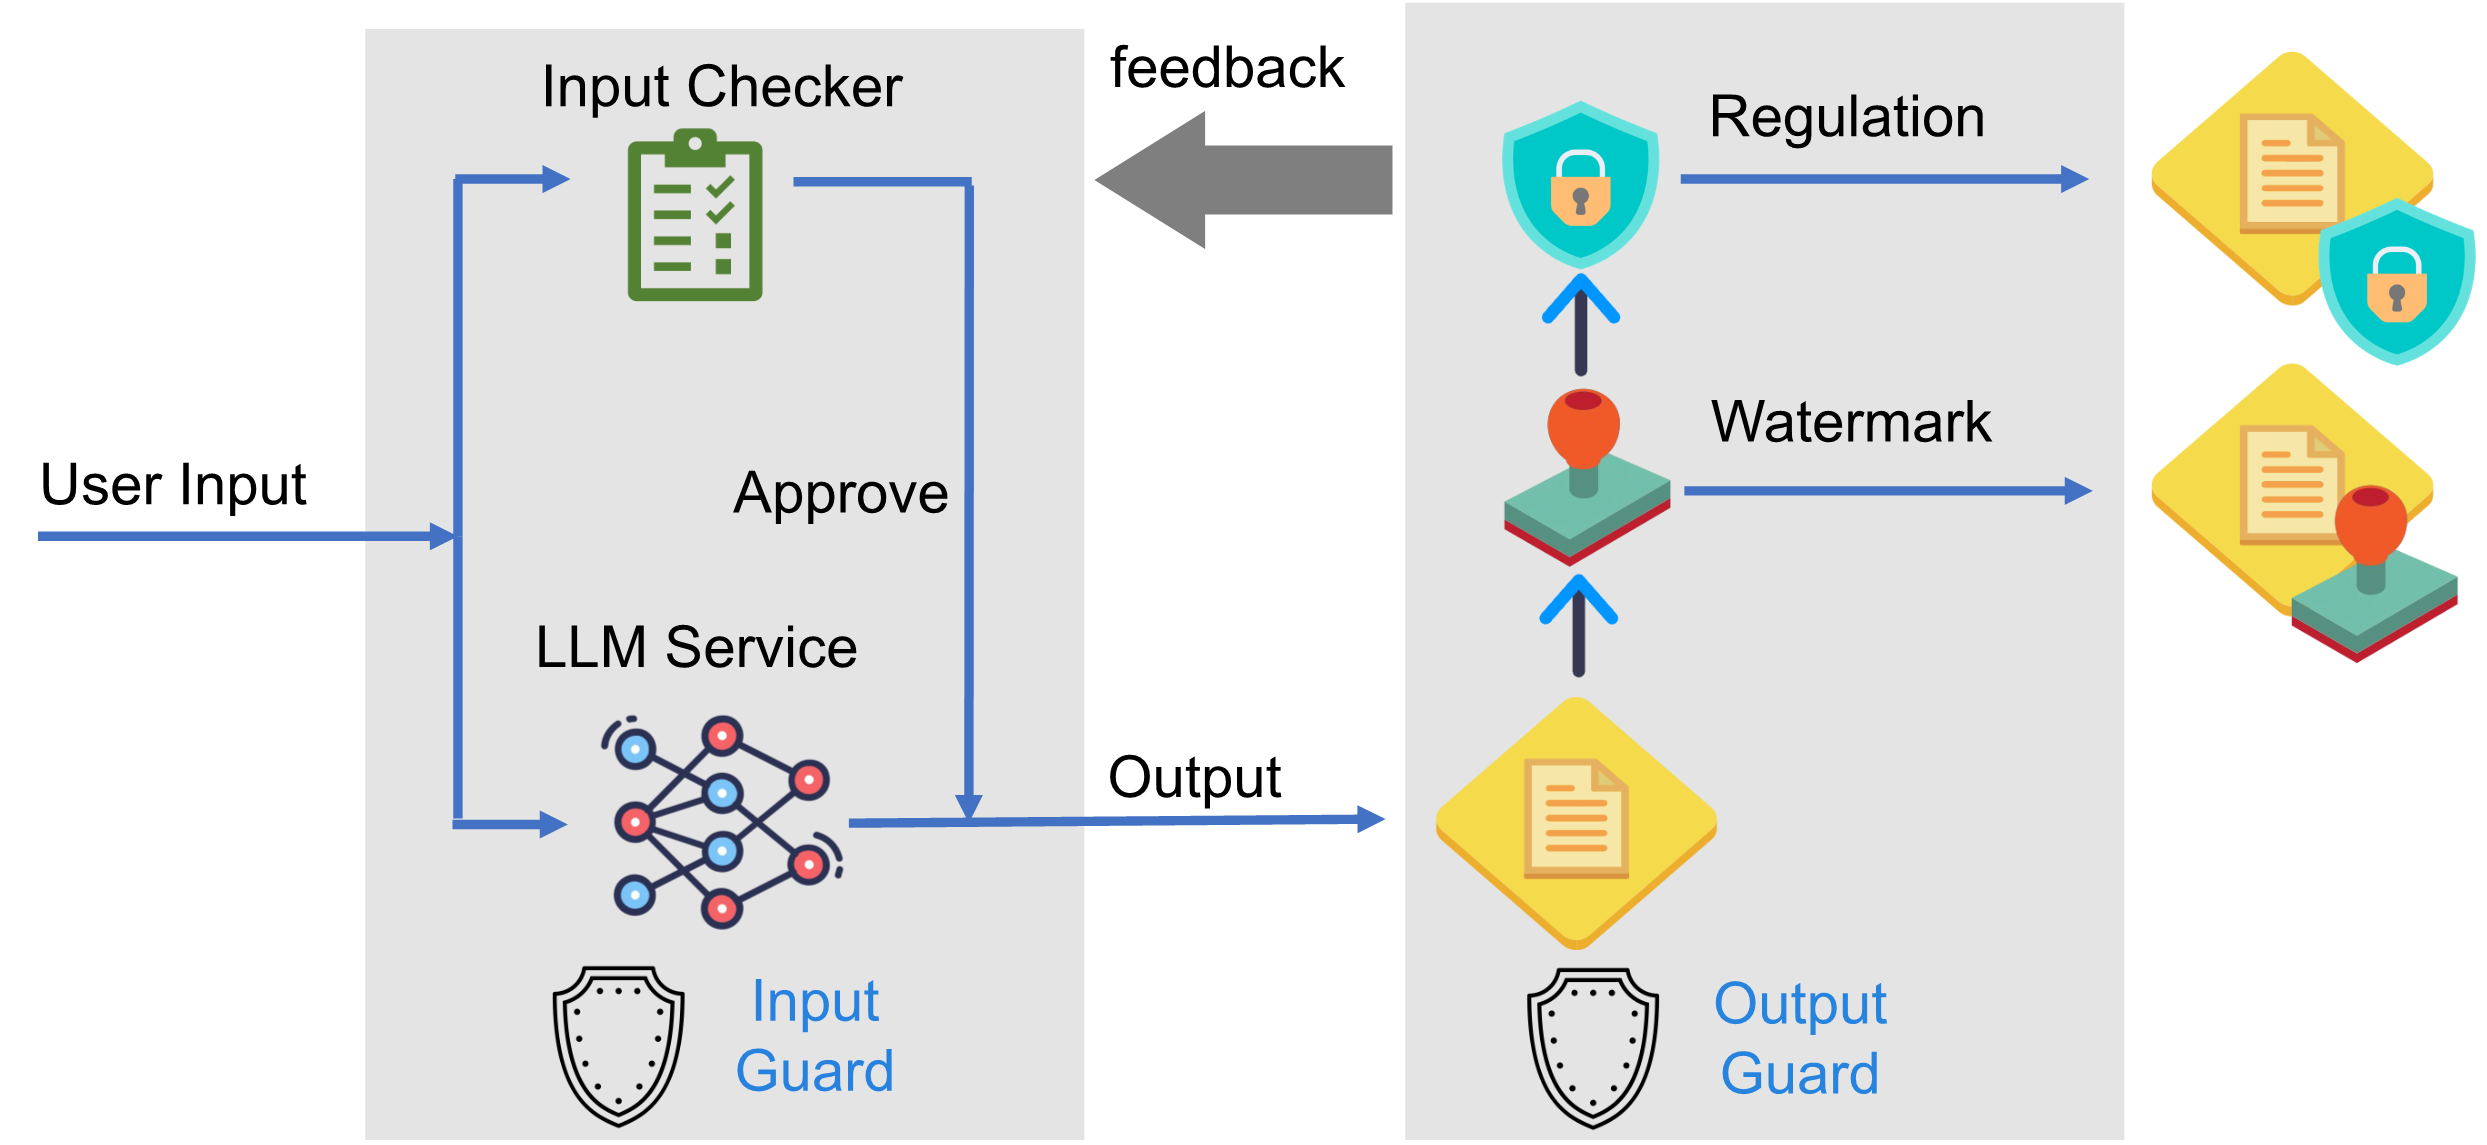 Input Checker
feedback
Regulation
Watermark
User Input
Approve
LLM Service
Output
Input
Guard
Output
Guard